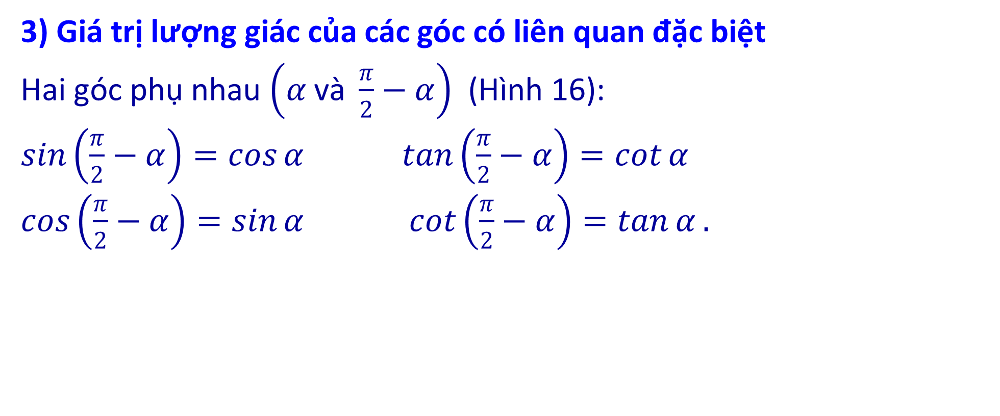 3) Giá trị lượng giác của các góc có liên quan đặc biệt
Hai góc phụ nhau (α và π/2 − α) (Hình 16):
sin(π/2 − α) = cos α tan(π/2 − α) = cot α
cos(π/2 − α) = sin α cot(π/2 − α) = tan α .